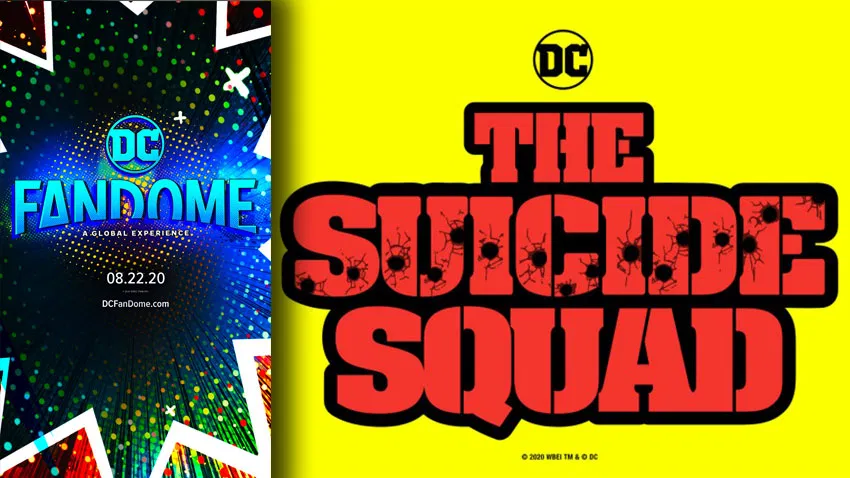 DC
FANDOME
A GLOBAL EXPERIENCE.
08.22.20
DCFanDome.com
DC
THE
SUICIDE
SQUAD
© 2020 WBEI TM & © DC